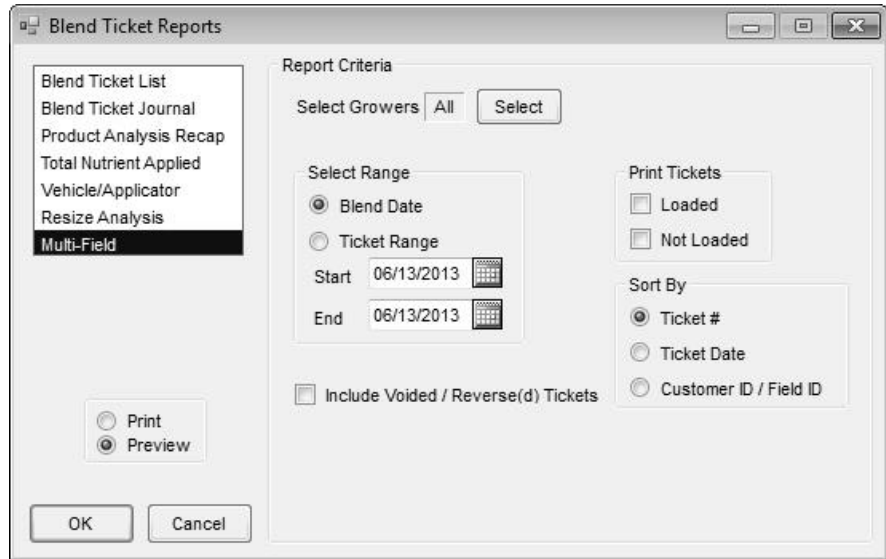 Blend Ticket Reports
Blend Ticket List
Blend Ticket Journal
Product Analysis Recap
Total Nutrient Applied
Vehicle/Applicator
Resize Analysis
Multi-Field
Print
Preview
OK
Cancel
Report Criteria
Select Growers All Select
Select Range
Blend Date
Ticket Range
Start 06/13/2013
End 06/13/2013
Include Voided / Reverse(d) Tickets
Print Tickets
Loaded
Not Loaded
Sort By
Ticket #
Ticket Date
Customer ID / Field ID